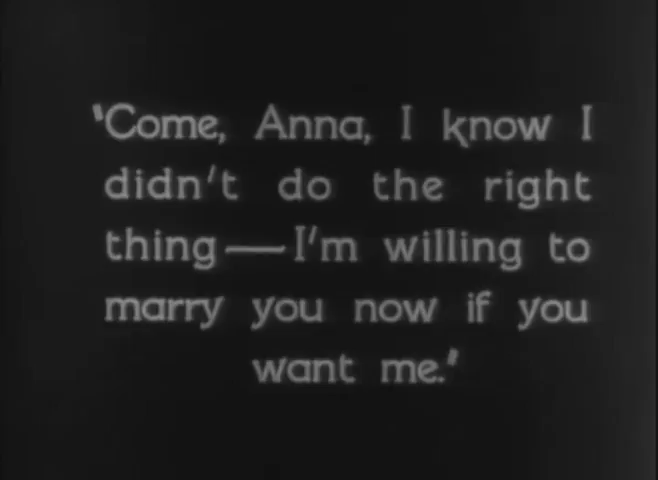 "Come, Anna, I know I
didn't do the right
thing—I'm willing to
marry you now if you
want me."